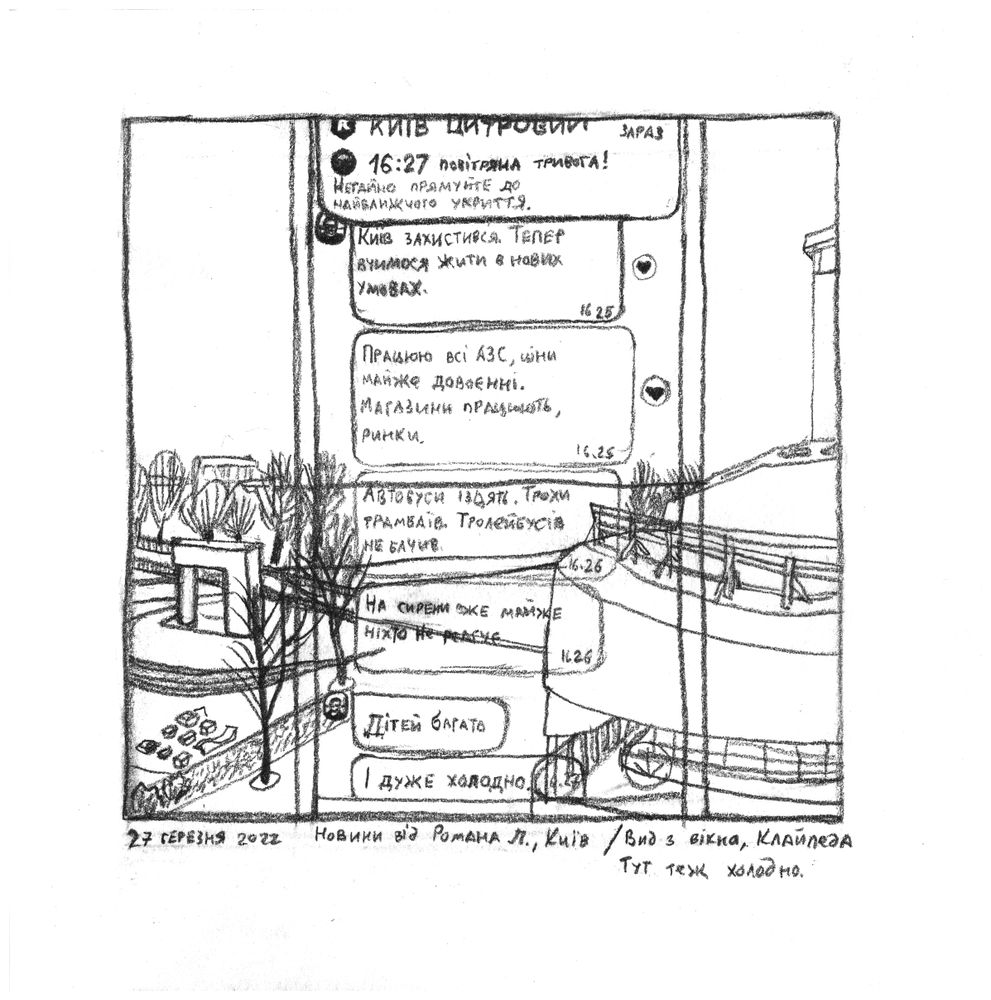 КИЇВ ЦИФРОВИЙ
ЗАРАЗ
16:27 ПОВІТРЯНА ТРИВОГА!
НЕГАЙНО ПРЯМУЙТЕ ДО
НАЙБЛИЖЧОГО УКРИТТЯ.
КИЇВ ЗАХИСТИВСЯ. ТЕПЕР
ВЧИМОСЯ ЖИТИ В НОВИХ
УМОВАХ.
16 25
ПРАЦЮЮ ВСІ АЗС, ЦІНИ
МАЙЖЕ ДОВОЄННІ.
МАГАЗИНИ ПРАЦЮЮТЬ,
РИНКИ.
16.25
АВТОБУСИ ЇЗДЯТЬ. ТРОХИ
ТРАМВАЇВ. ТРОЛЕЙБУСІВ
НЕ БАЧИВ.
16.26
НА СИРЕНИ ВЖЕ МАЙЖЕ
НІХТО НЕ РЕАГУЄ
16.26
ДІТЕЙ БАГАТО
І ДУЖЕ ХОЛОДНО.
16.27
27 БЕРЕЗНЯ 2022 НОВИНИ ВІД РОМАНА Л., КИЇВ / ВИД З ВІКНА, КЛАЙПЕДА
ТУТ ТЕЖ ХОЛОДНО.